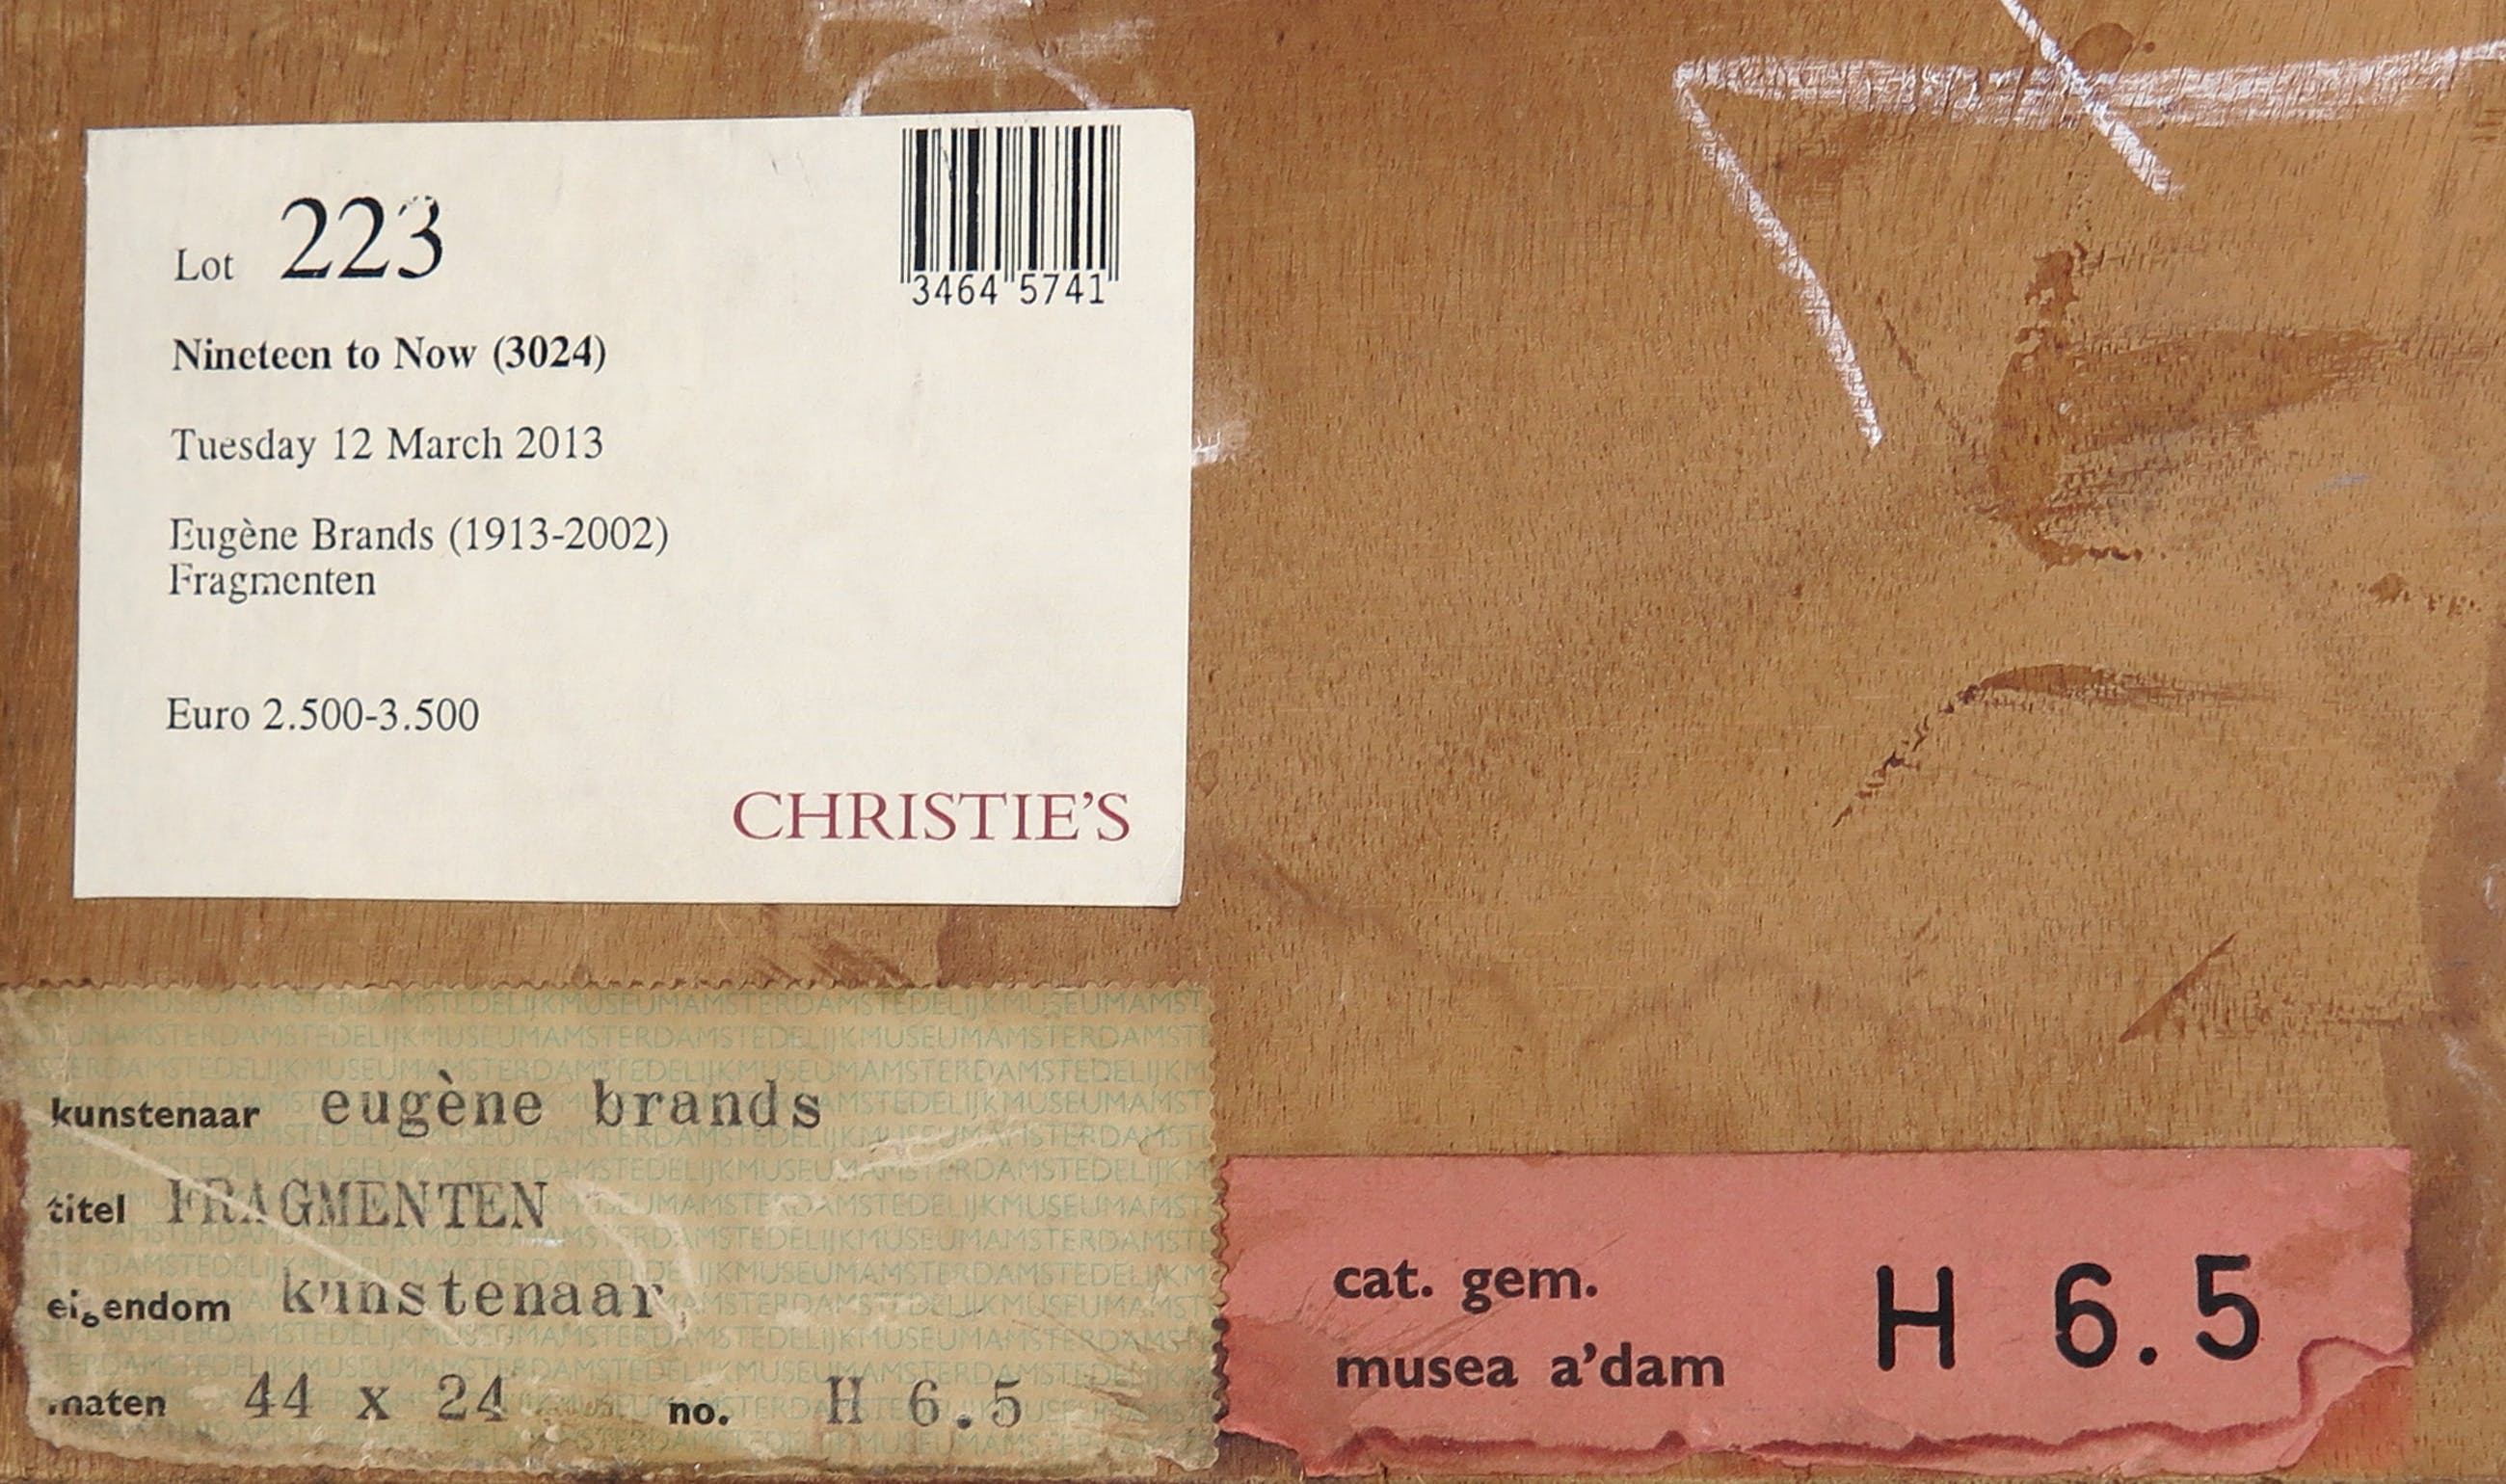 Lot 223
3464 5741
Nineteen to Now (3024)
Tuesday 12 March 2013
Eugène Brands (1913-2002)
Fragmenten
Euro 2.500-3.500
CHRISTIE'S
kunstenaar eugène brands
titel FRAGMENTEN
eigendom kunstenaar
maten 44 x 24 no. H 6.5
cat. gem.
musea a'dam
H 6.5